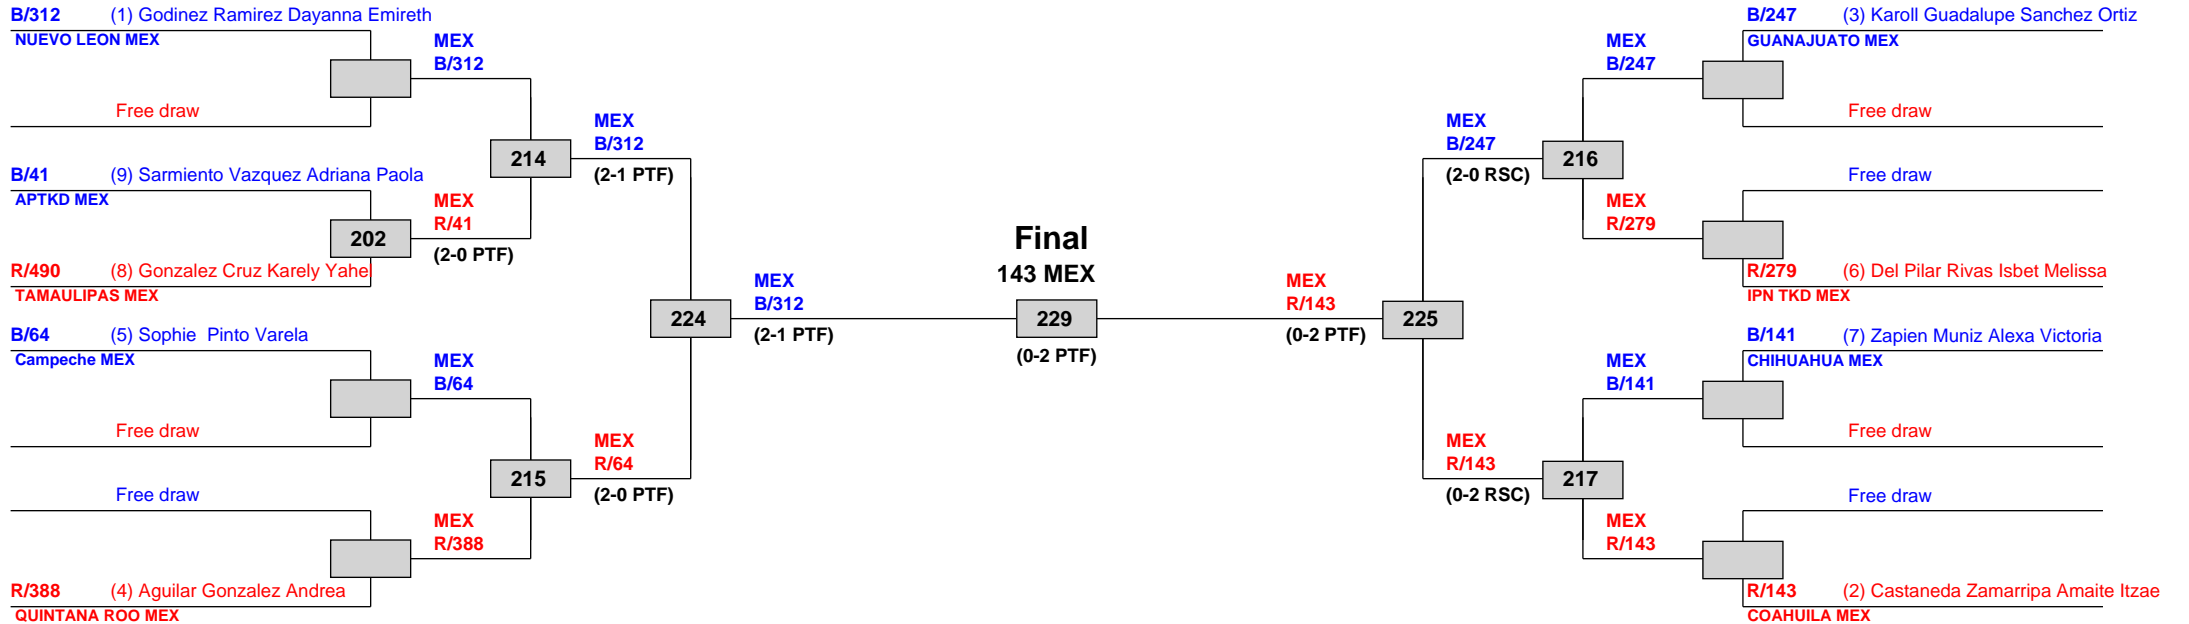 B/312 (1) Godinez Ramirez Dayanna Emireth
NUEVO LEON MEX
Free draw
B/41 (9) Sarmiento Vazquez Adriana Paola
APTKD MEX
R/490 (8) Gonzalez Cruz Karely Yahel
TAMAULIPAS MEX
B/64 (5) Sophie  Pinto Varela
Campeche MEX
Free draw
Free draw
R/388 (4) Aguilar Gonzalez Andrea
QUINTANA ROO MEX
MEX
B/312
202
MEX
R/41
(2-0 PTF)
MEX
B/64
MEX
R/388
214
MEX
B/312
(2-1 PTF)
215
MEX
R/64
(2-0 PTF)
224
MEX
B/312
(2-1 PTF)
Final
143 MEX
229
(0-2 PTF)
MEX
R/143
(0-2 PTF)
225
MEX
B/247
(2-0 RSC)
216
MEX
R/143
(0-2 RSC)
217
MEX
B/247
MEX
R/279
MEX
B/141
MEX
R/143
B/247 (3) Karoll Guadalupe Sanchez Ortiz
GUANAJUATO MEX
Free draw
Free draw
R/279 (6) Del Pilar Rivas Isbet Melissa
IPN TKD MEX
B/141 (7) Zapien Muniz Alexa Victoria
CHIHUAHUA MEX
Free draw
Free draw
R/143 (2) Castaneda Zamarripa Amaite Itzae
COAHUILA MEX